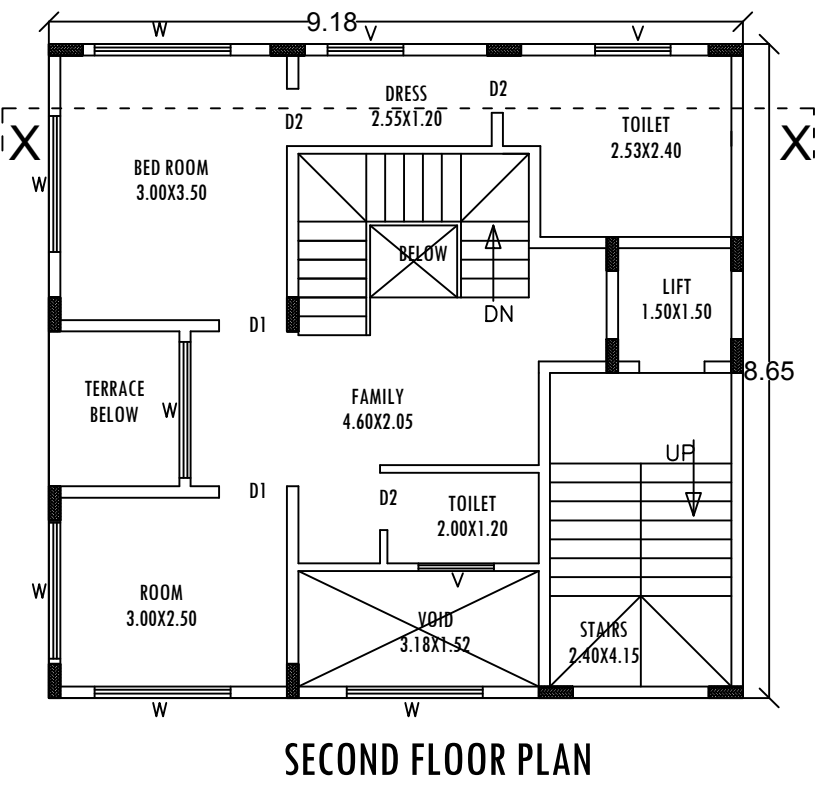 9.18
W
V
V
DRESS
2.55X1.20
D2
D2
TOILET
2.53X2.40
X
X
BED ROOM
3.00X3.50
W
BELOW
DN
LIFT
1.50X1.50
D1
8.65
TERRACE
BELOW
W
FAMILY
4.60X2.05
UP
D1
D2
TOILET
2.00X1.20
V
W
ROOM
3.00X2.50
VOID
3.18X1.52
STAIRS
2.40X4.15
W
W
SECOND FLOOR PLAN